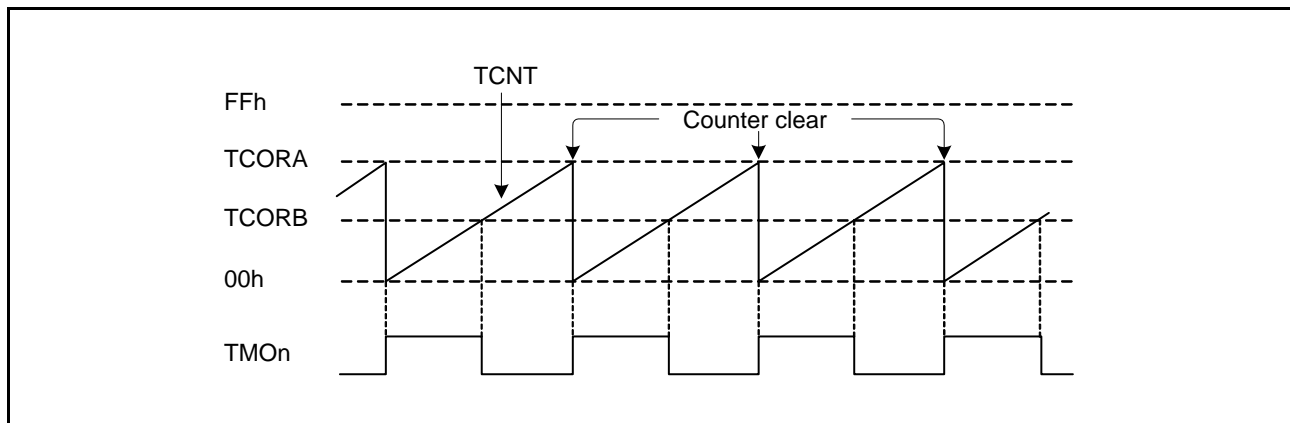 TCNT
FFh
Counter clear
TCORA
TCORB
00h
TMOn